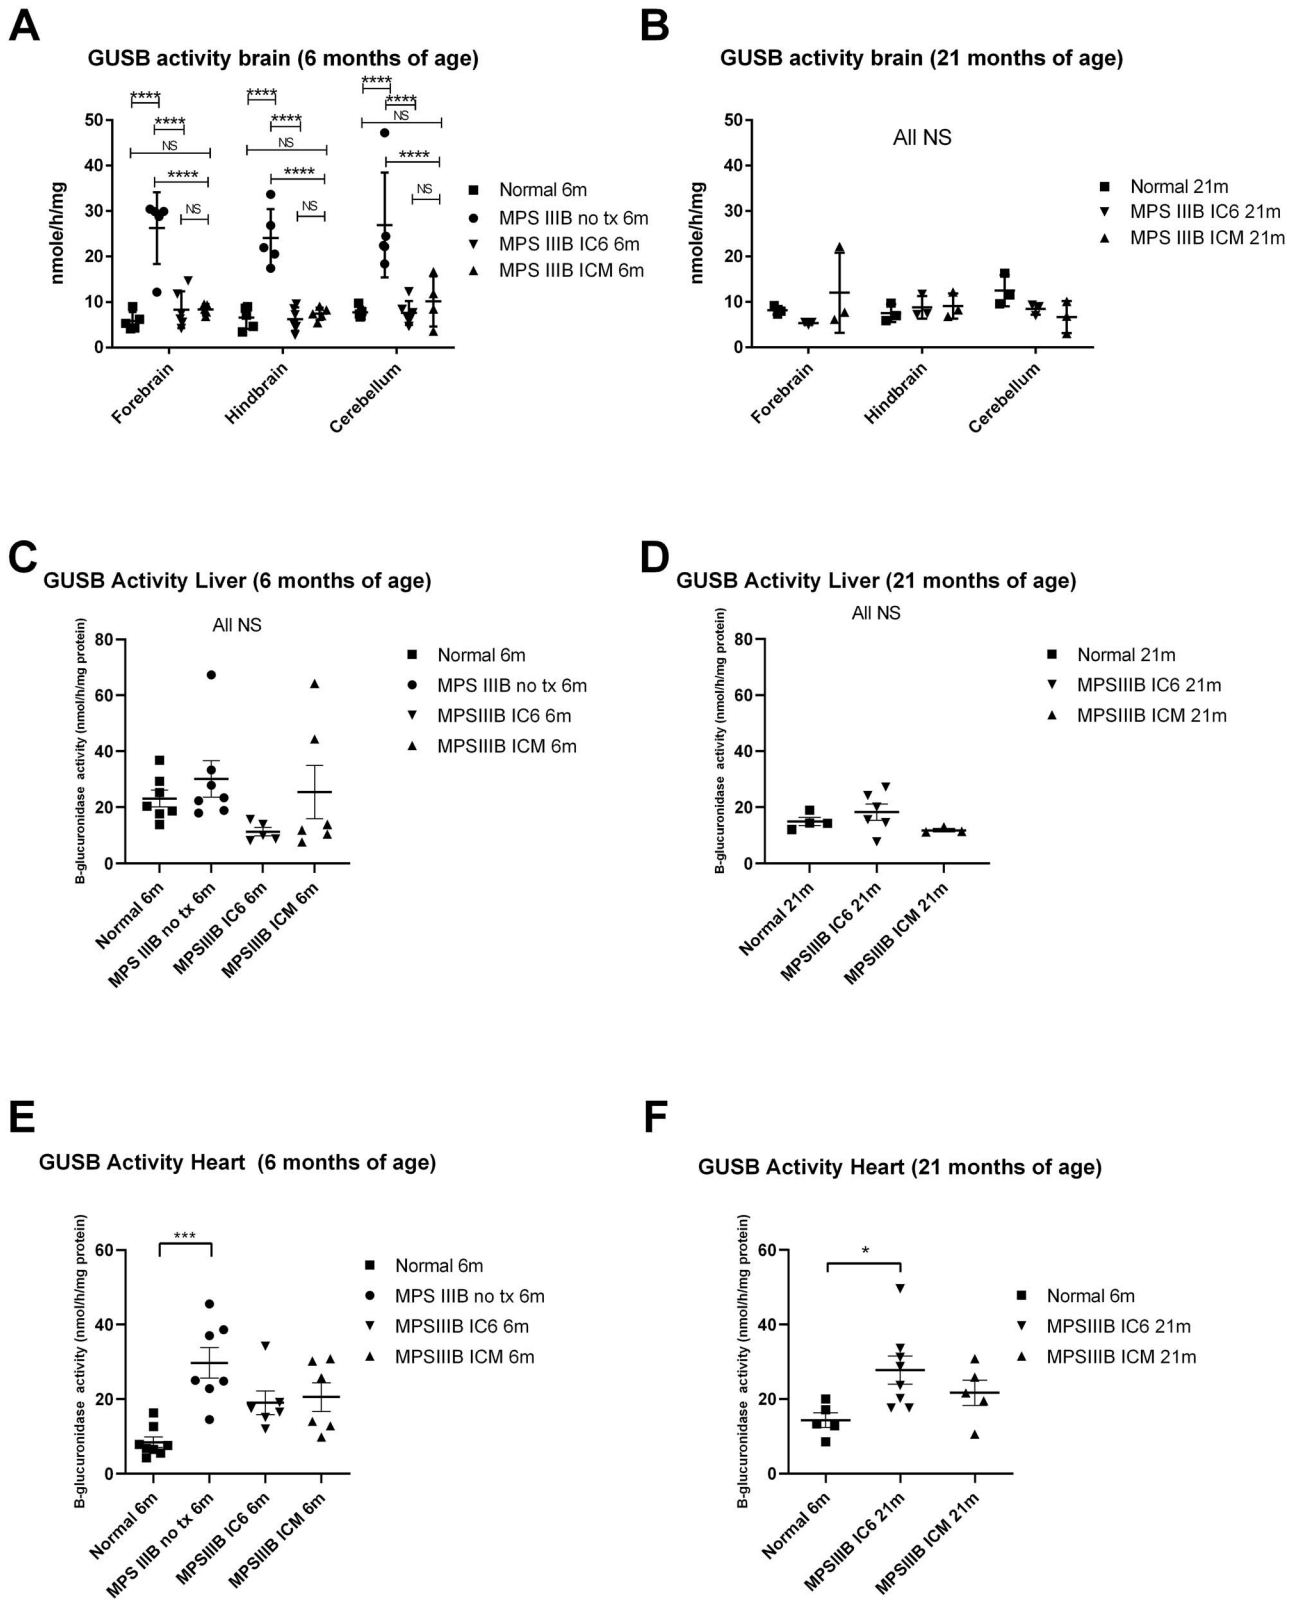 A
GUSB activity brain (6 months of age)
**** **** **** **** **** ****
NS NS NS
**** **** ****
NS NS NS
nmole/h/mg
50
40
30
20
10
0
Forebrain
Hindbrain
Cerebellum
Normal 6m
MPS IIIB no tx 6m
MPS IIIB IC6 6m
MPS IIIB ICM 6m
B
GUSB activity brain (21 months of age)
All NS
nmole/h/mg
50
40
30
20
10
0
Forebrain
Hindbrain
Cerebellum
Normal 21m
MPS IIIB IC6 21m
MPS IIIB ICM 21m
C
GUSB Activity Liver (6 months of age)
All NS
B-glucuronidase activity (nmol/h/mg protein)
80
60
40
20
0
Normal 6m
MPS IIIB no tx 6m
MPSIIIB IC6 6m
MPSIIIB ICM 6m
Normal 6m
MPS IIIB no tx 6m
MPSIIIB IC6 6m
MPSIIIB ICM 6m
D
GUSB Activity Liver (21 months of age)
All NS
B-glucuronidase activity (nmol/h/mg protein)
80
60
40
20
0
Normal 21m
MPSIIIB IC6 21m
MPSIIIB ICM 21m
Normal 21m
MPSIIIB IC6 21m
MPSIIIB ICM 21m
E
GUSB Activity Heart (6 months of age)
***
B-glucuronidase activity (nmol/h/mg protein)
60
40
20
0
Normal 6m
MPS IIIB no tx 6m
MPSIIIB IC6 6m
MPSIIIB ICM 6m
Normal 6m
MPS IIIB no tx 6m
MPSIIIB IC6 6m
MPSIIIB ICM 6m
F
GUSB Activity Heart (21 months of age)
*
B-glucuronidase activity (nmol/h/mg protein)
60
40
20
0
Normal 6m
MPSIIIB IC6 21m
MPSIIIB ICM 21m
Normal 6m
MPSIIIB IC6 21m
MPSIIIB ICM 21m